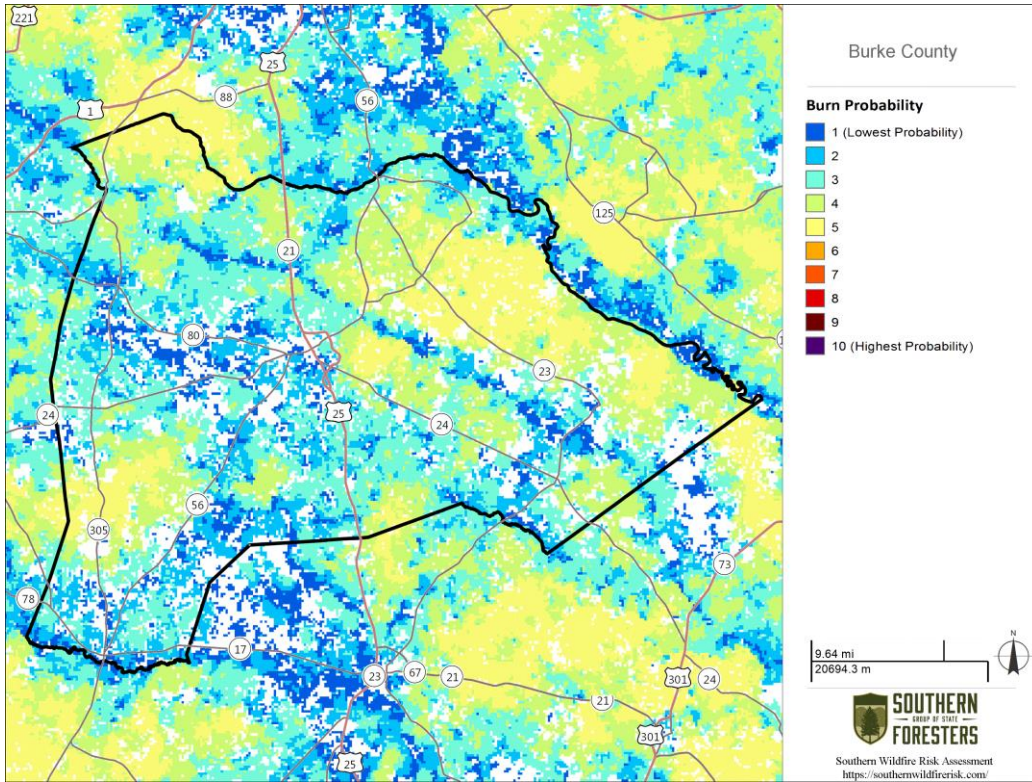 Burke County
Burn Probability
1 (Lowest Probability)
2
3
4
5
6
7
8
9
10 (Highest Probability)
221
25
88
56
1
125
21
80
23
24
25
24
56
305
73
78
17
23
67
21
301
24
21
301
25
N
9.64 mi
20694.3 m
SOUTHERN
GROUP OF STATE
FORESTERS
Southern Wildfire Risk Assessment
https://southernwildfirerisk.com/